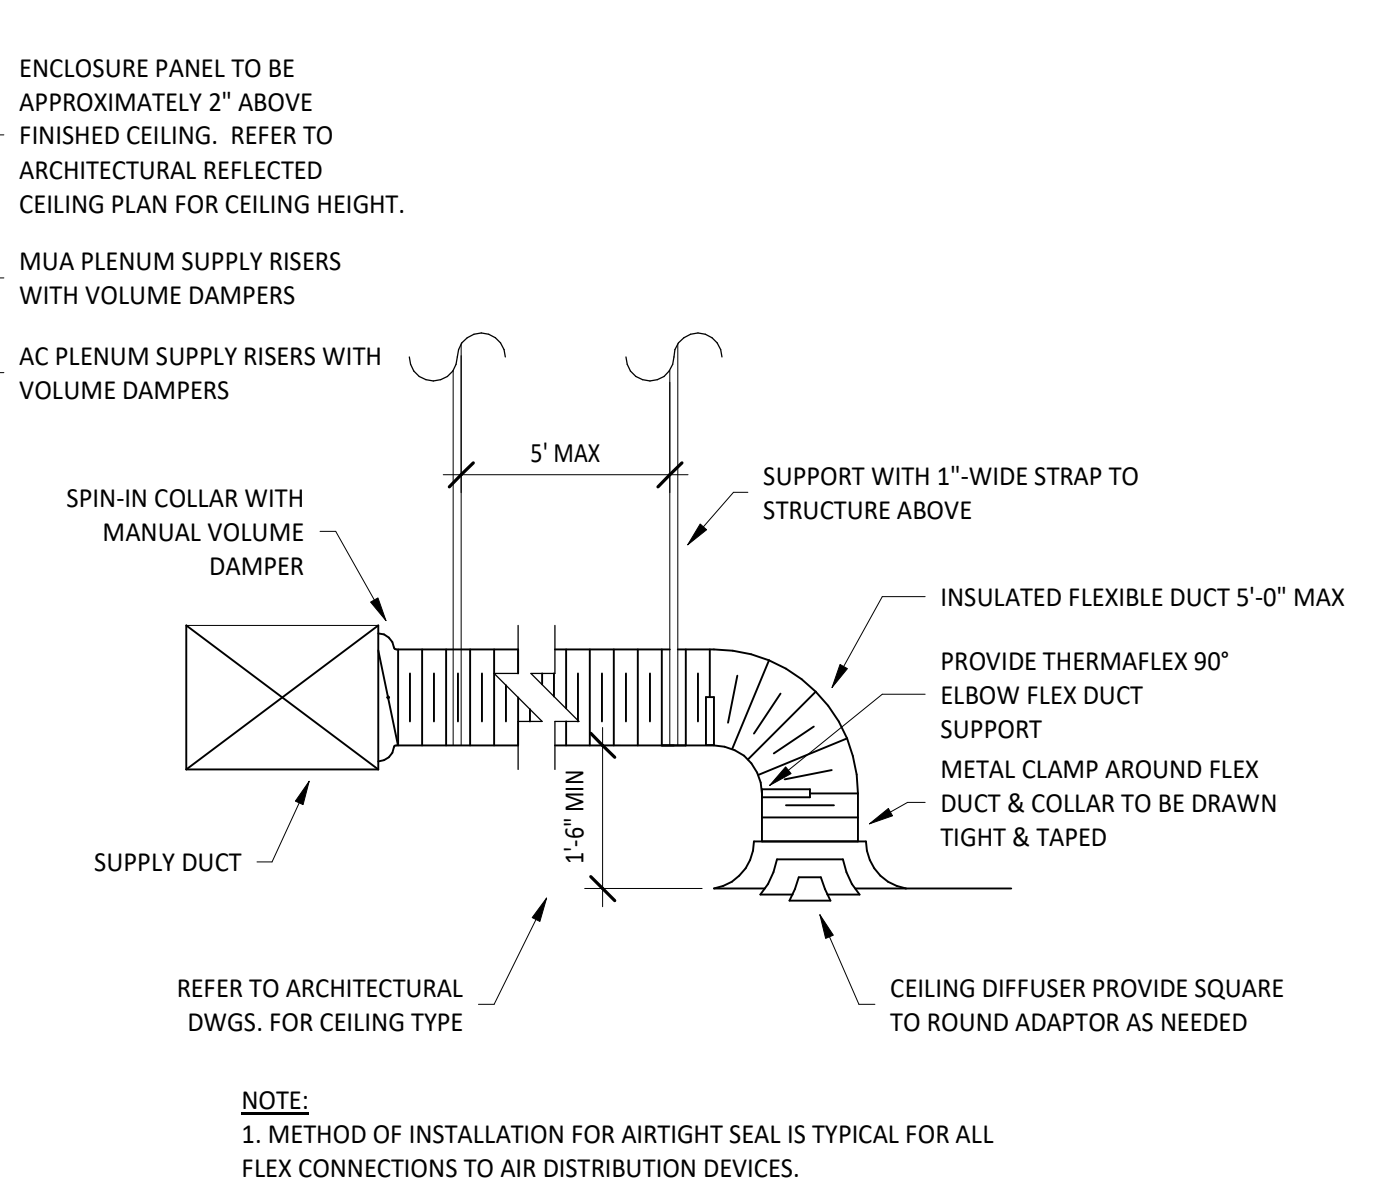 ENCLOSURE PANEL TO BE
APPROXIMATELY 2" ABOVE
FINISHED CEILING.  REFER TO
ARCHITECTURAL REFLECTED
CEILING PLAN FOR CEILING HEIGHT.
MUA PLENUM SUPPLY RISERS
WITH VOLUME DAMPERS
AC PLENUM SUPPLY RISERS WITH
VOLUME DAMPERS
5' MAX
SUPPORT WITH 1"-WIDE STRAP TO
STRUCTURE ABOVE
SPIN-IN COLLAR WITH
MANUAL VOLUME
DAMPER
INSULATED FLEXIBLE DUCT 5'-0" MAX
PROVIDE THERMAFLEX 90°
ELBOW FLEX DUCT
SUPPORT
METAL CLAMP AROUND FLEX
DUCT & COLLAR TO BE DRAWN
TIGHT & TAPED
1'-6" MIN
SUPPLY DUCT
REFER TO ARCHITECTURAL
DWGS. FOR CEILING TYPE
CEILING DIFFUSER PROVIDE SQUARE
TO ROUND ADAPTOR AS NEEDED
NOTE:
1. METHOD OF INSTALLATION FOR AIRTIGHT SEAL IS TYPICAL FOR ALL
FLEX CONNECTIONS TO AIR DISTRIBUTION DEVICES.